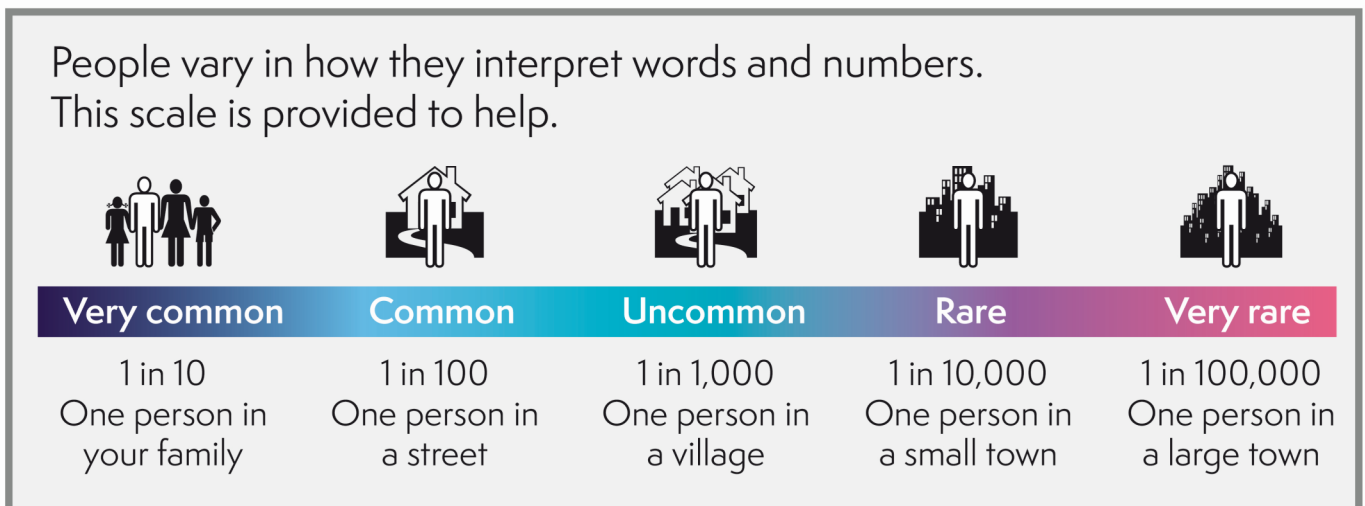 People vary in how they interpret words and numbers.
This scale is provided to help.
Very common
Common
Uncommon
Rare
Very rare
1 in 10
One person in
your family
1 in 100
One person in
a street
1 in 1,000
One person in
a village
1 in 10,000
One person in
a small town
1 in 100,000
One person in
a large town